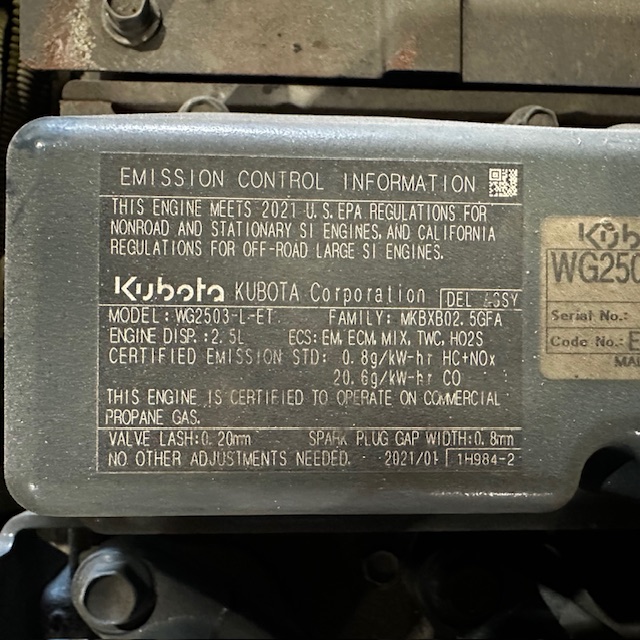 EMISSION CONTROL INFORMATION
THIS ENGINE MEETS 2021 U.S.EPA REGULATIONS FOR
NONROAD AND STATIONARY SI ENGINES, AND CALIFORNIA
REGULATIONS FOR OFF-ROAD LARGE SI ENGINES.
Kubota KUBOTA Corporation DEL ASSY
MODEL: WG2503-L-ET FAMILY: MKBXB02.5GFA
ENGINE DISP.:2.5L ECS: EM, ECM, MIX, TWC, HO2S
CERTIFIED EMISSION STD: 0.8g/kW-hr HC+NOx
20.6g/kW-hr CO
THIS ENGINE IS CERTIFIED TO OPERATE ON COMMERCIAL
PROPANE GAS.
VALVE LASH:0.20mm SPARK PLUG GAP WIDTH:0.8mm
NO OTHER ADJUSTMENTS NEEDED. 2021/01 1H984-2
Kub
WG250
Serial No.:
Code No.: E
MA